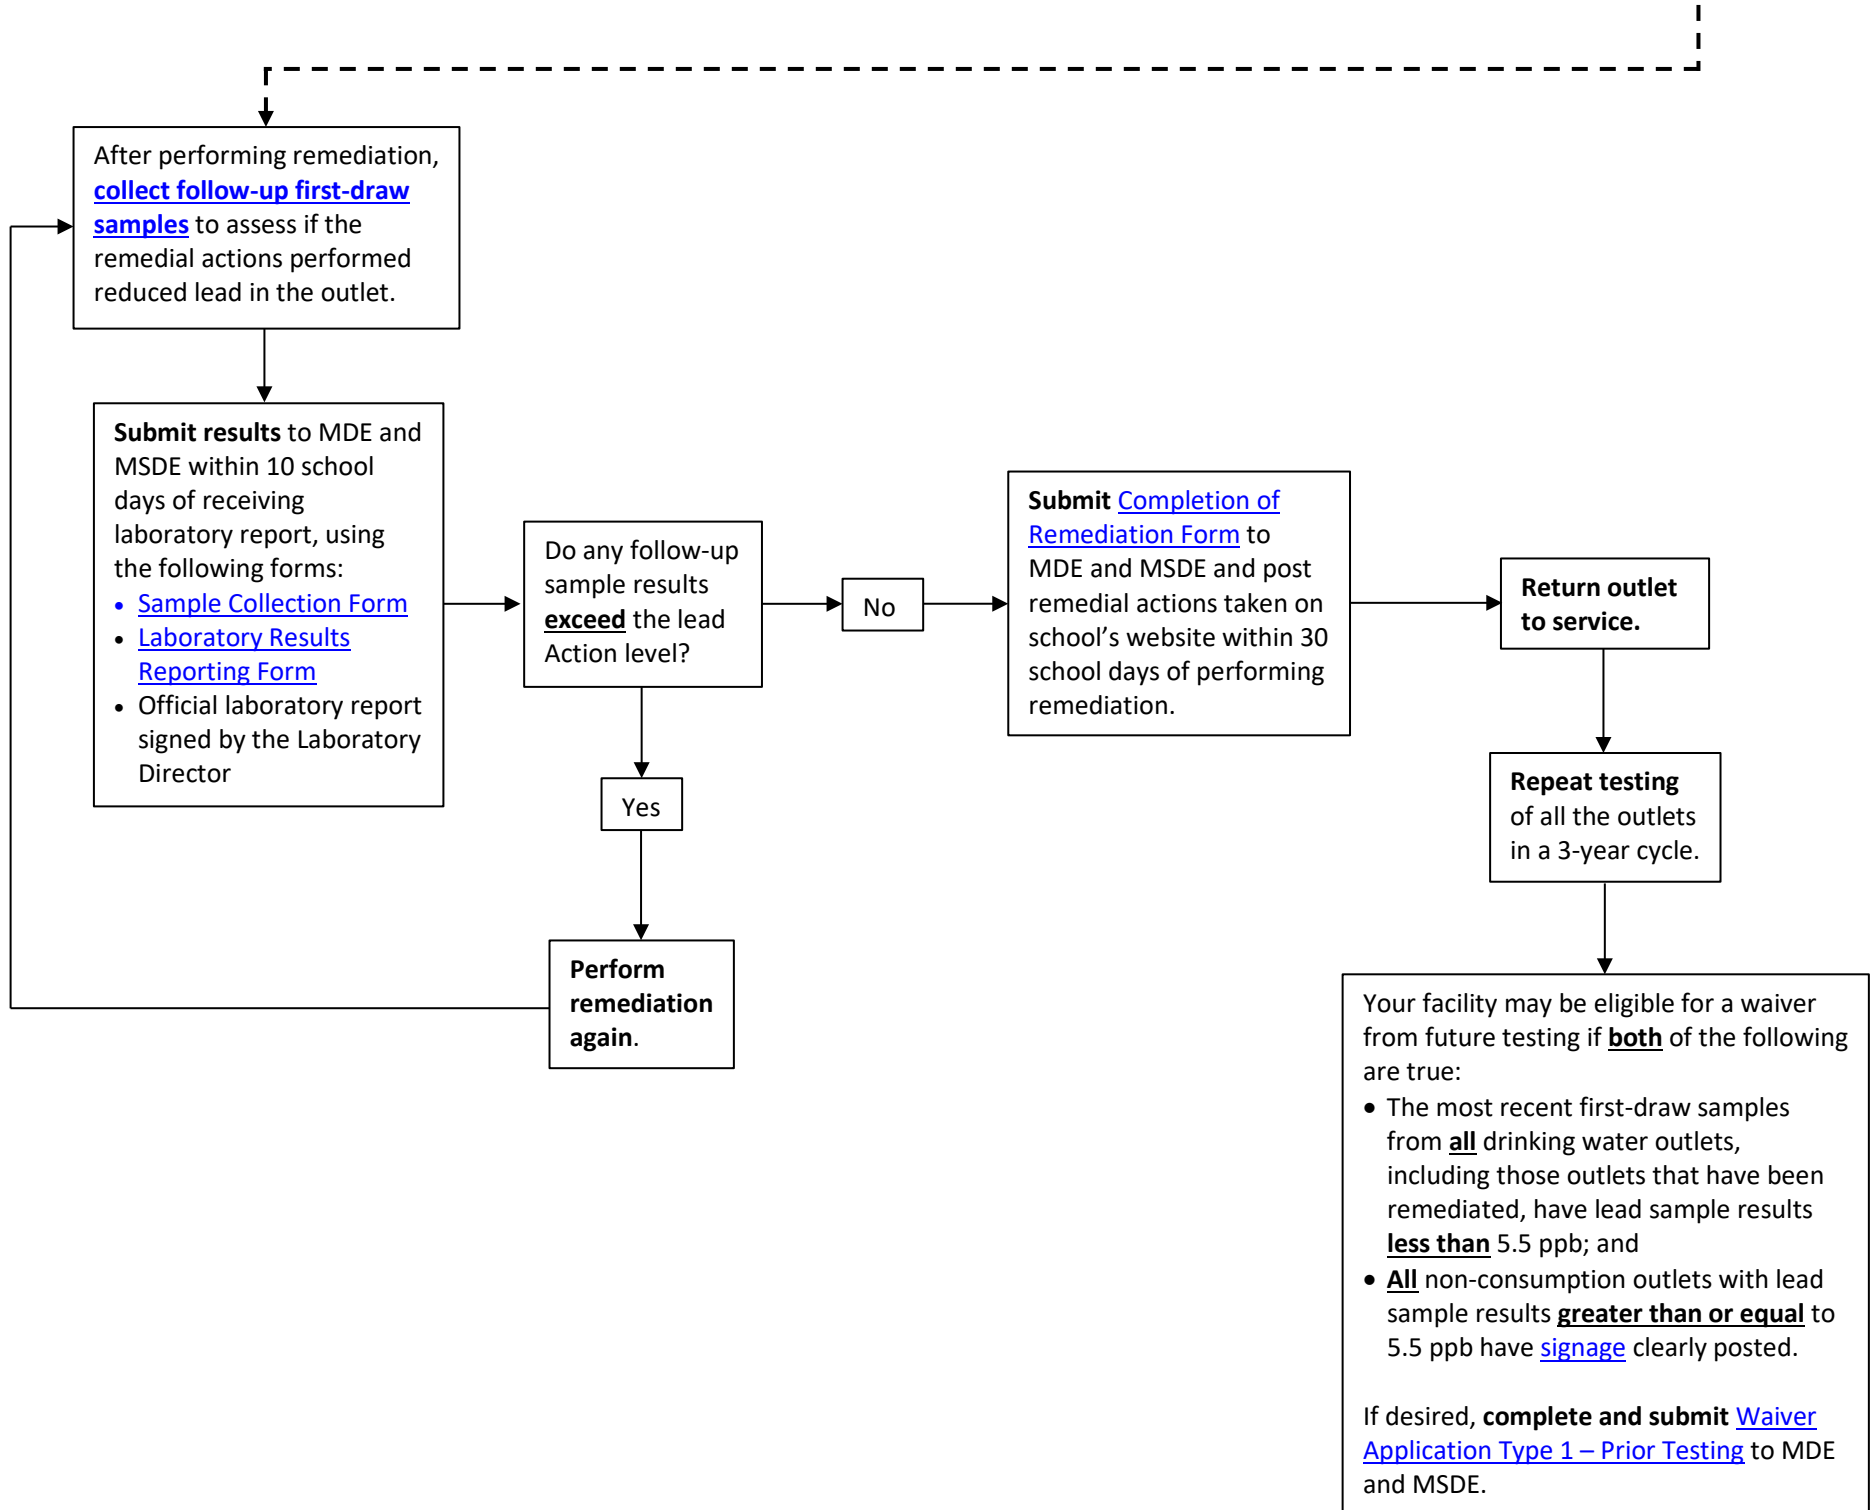 After performing remediation,
collect follow-up first-draw
samples to assess if the
remedial actions performed
reduced lead in the outlet.
Submit results to MDE and
MSDE within 10 school
days of receiving
laboratory report, using
the following forms:
• Sample Collection Form
• Laboratory Results
Reporting Form
• Official laboratory report
signed by the Laboratory
Director
Do any follow-up
sample results
exceed the lead
Action level?
No
Yes
Perform
remediation
again.
Submit Completion of
Remediation Form to
MDE and MSDE and post
remedial actions taken on
school’s website within 30
school days of performing
remediation.
Return outlet
to service.
Repeat testing
of all the outlets
in a 3-year cycle.
Your facility may be eligible for a waiver
from future testing if both of the following
are true:
• The most recent first-draw samples
from all drinking water outlets,
including those outlets that have been
remediated, have lead sample results
less than 5.5 ppb; and
• All non-consumption outlets with lead
sample results greater than or equal to
5.5 ppb have signage clearly posted.
If desired, complete and submit Waiver
Application Type 1 – Prior Testing to MDE
and MSDE.